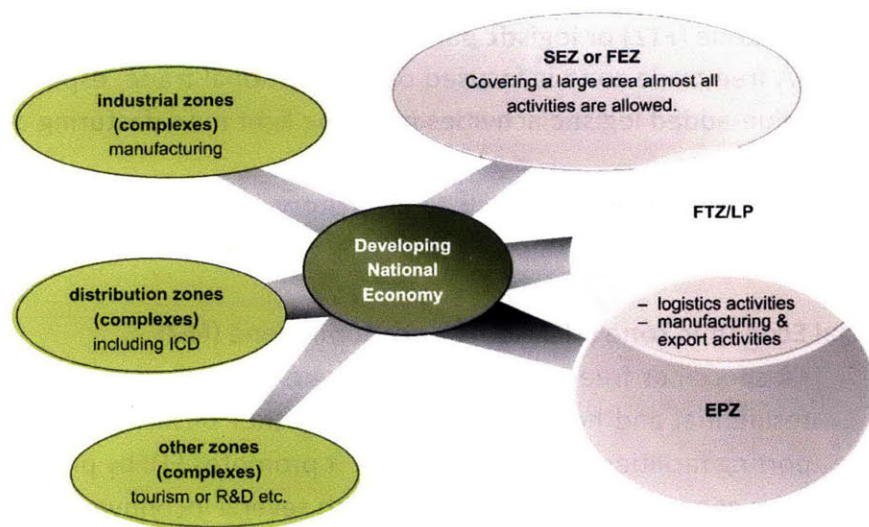 SEZ or FEZ
Covering a large area almost all
activities are allowed.
industrial zones
(complexes)
manufacturing
FTZ/LP
Developing
National
Economy
distribution zones
(complexes)
including ICD
– logistics activities
– manufacturing &
export activities
EPZ
other zones
(complexes)
tourism or R&D etc.